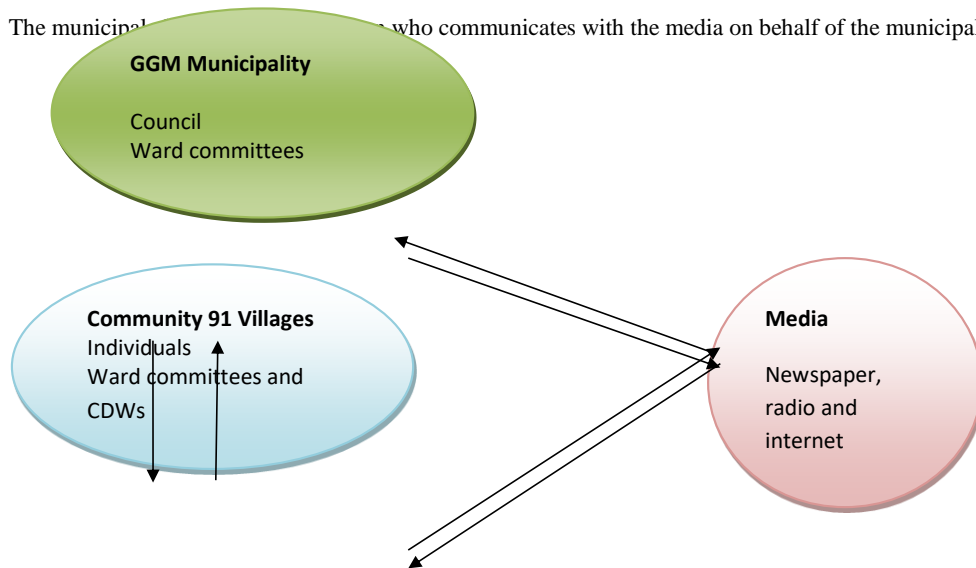 The municipal who communicates with the media on behalf of the municipal
GGM Municipality
Council
Ward committees
Community 91 Villages
Individuals
Ward committees and
CDWs
Media
Newspaper,
radio and
internet